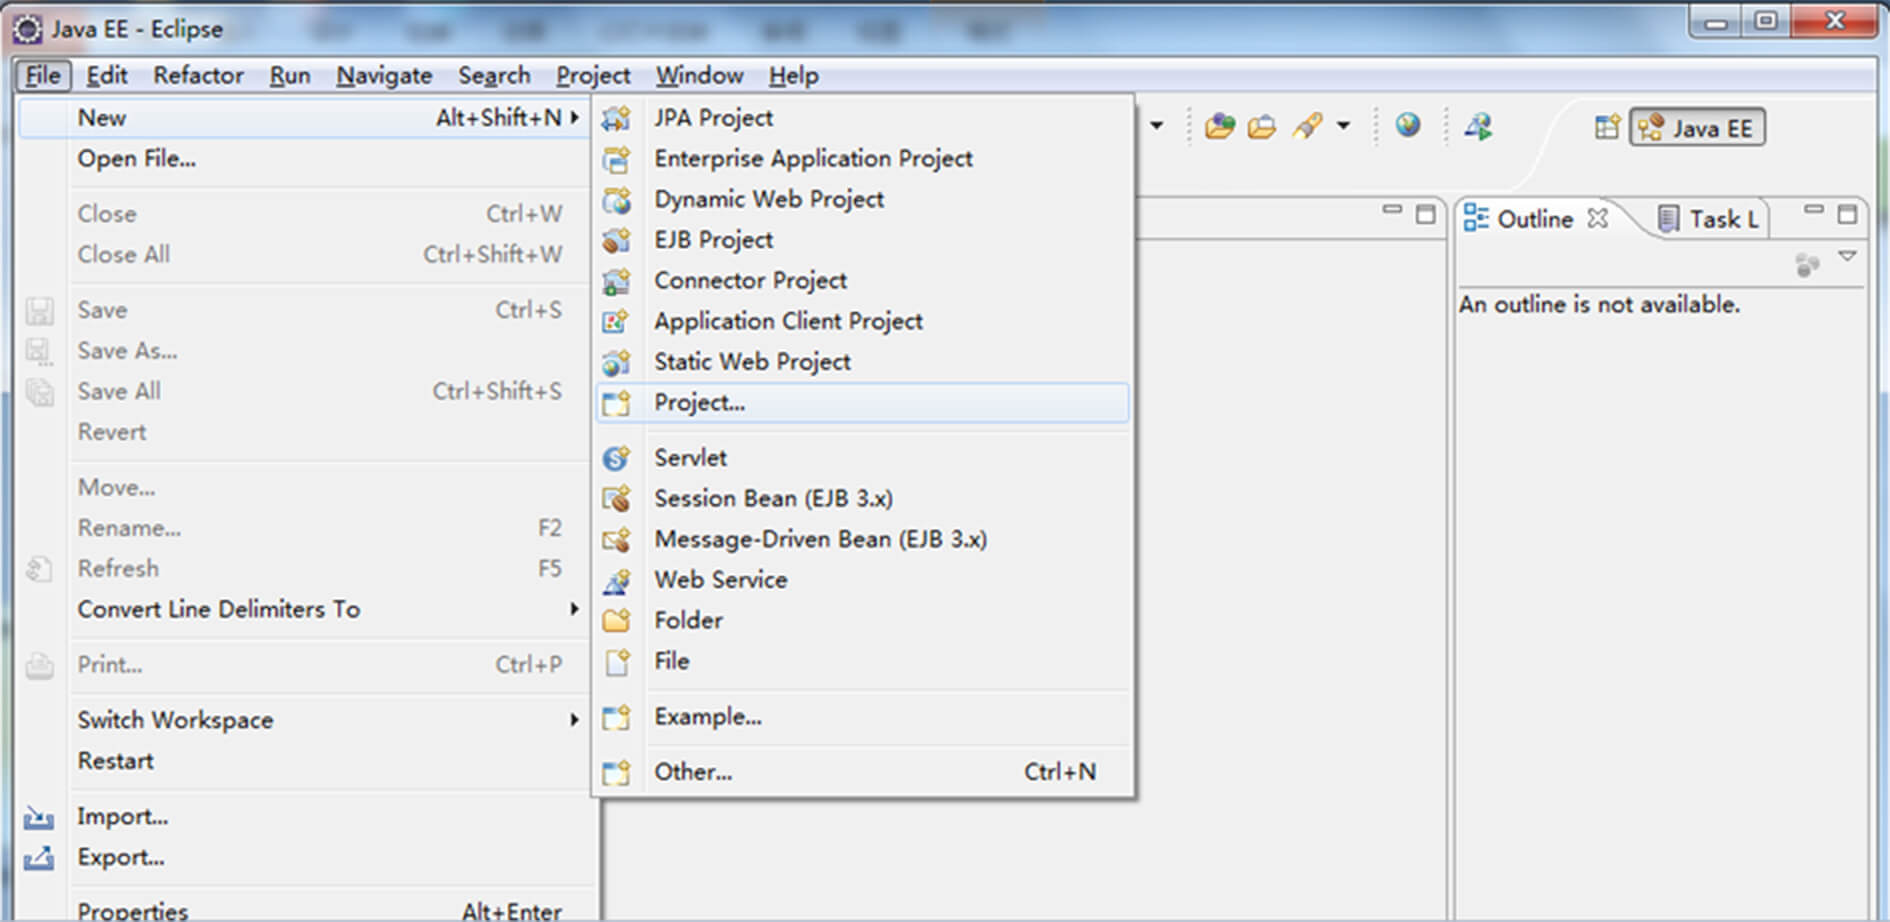 Java EE - Eclipse
File Edit Refactor Run Navigate Search Project Window Help
New Alt+Shift+N
Open File...
Close Ctrl+W
Close All Ctrl+Shift+W
Save Ctrl+S
Save As...
Save All Ctrl+Shift+S
Revert
Move...
Rename... F2
Refresh F5
Convert Line Delimiters To
Print... Ctrl+P
Switch Workspace
Restart
Import...
Export...
Properties Alt+Enter
JPA Project
Enterprise Application Project
Dynamic Web Project
EJB Project
Connector Project
Application Client Project
Static Web Project
Project...
Servlet
Session Bean (EJB 3.x)
Message-Driven Bean (EJB 3.x)
Web Service
Folder
File
Example...
Other... Ctrl+N
Java EE
Outline Task L
An outline is not available.